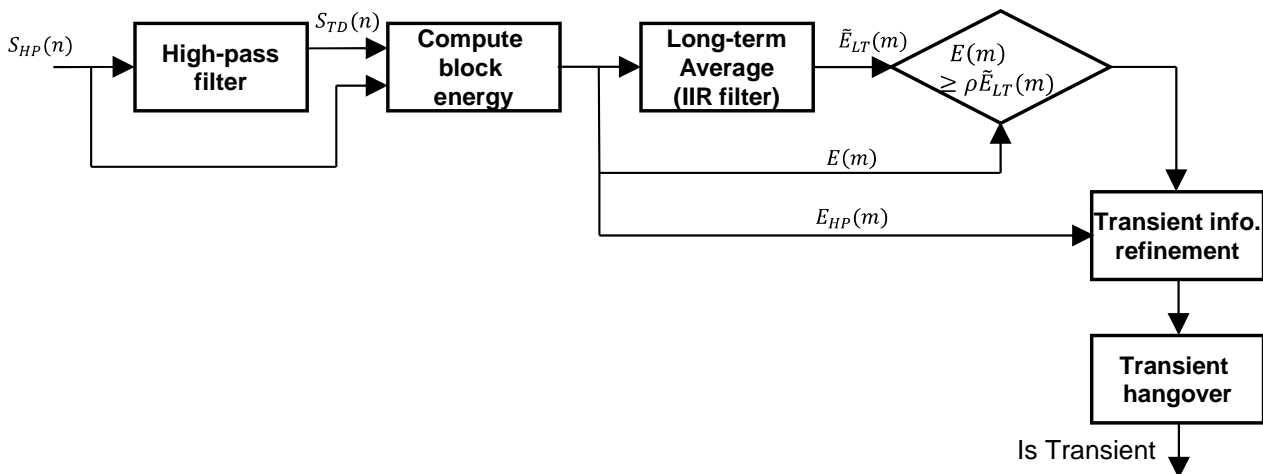 S_HP(n)
High-pass
filter
S_TD(n)
Compute
block
energy
Long-term
Average
(IIR filter)
Ẽ_LT(m)
E(m)
≥ ρẼ_LT(m)
E(m)
E_HP(m)
Transient info.
refinement
Transient
hangover
Is Transient